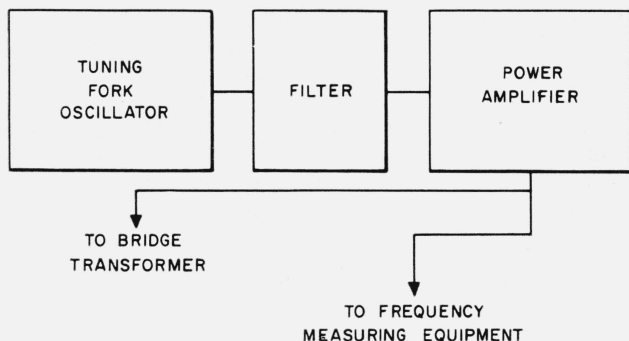 TUNING
FORK
OSCILLATOR
FILTER
POWER
AMPLIFIER
TO BRIDGE
TRANSFORMER
TO FREQUENCY
MEASURING EQUIPMENT